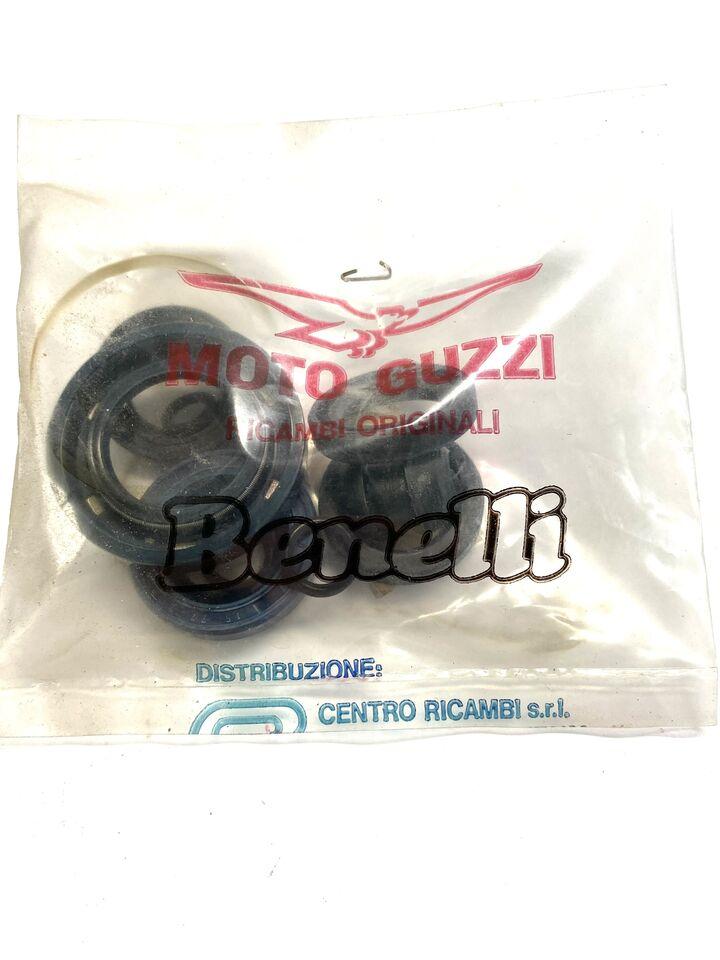 MOTO GUZZI
RICAMBI ORIGINALI
Benelli
DISTRIBUZIONE:
CENTRO RICAMBI s.r.l.